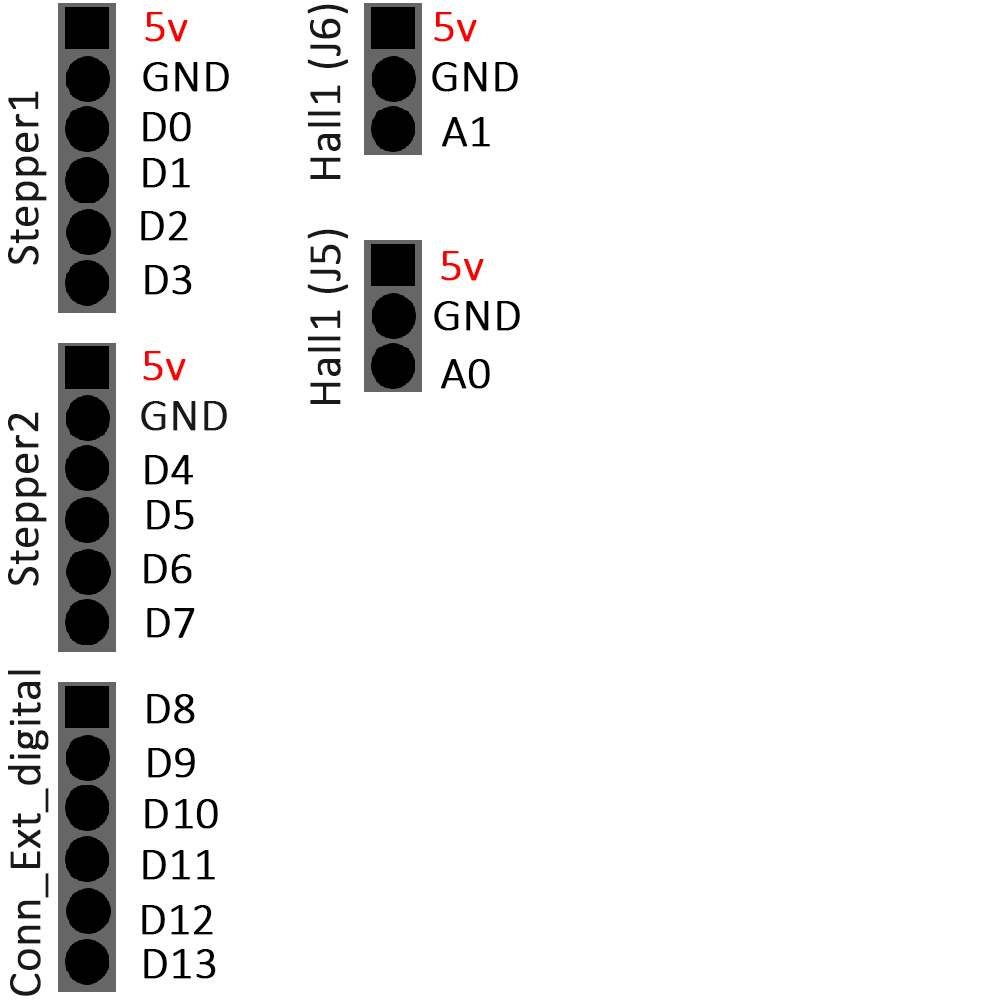 Stepper1
5v
GND
D0
D1
D2
D3
Stepper2
5v
GND
D4
D5
D6
D7
Conn_Ext_digital
D8
D9
D10
D11
D12
D13
Hall1 (J6)
5v
GND
A1
Hall1 (J5)
5v
GND
A0